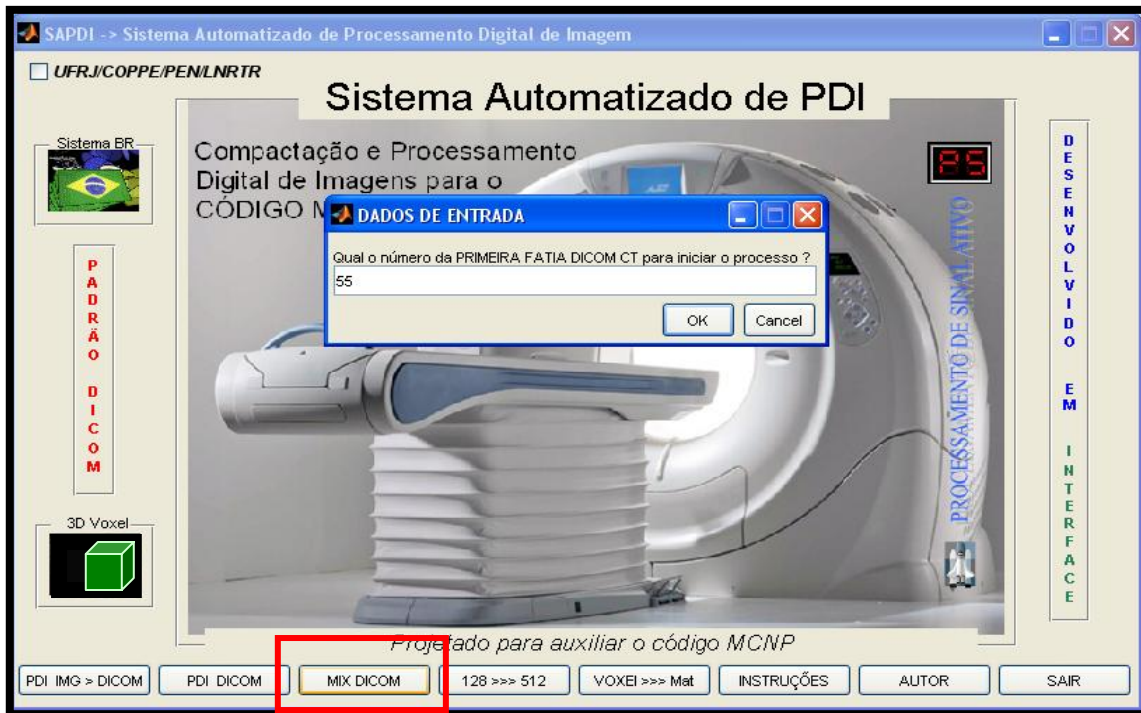 SAPDI -> Sistema Automatizado de Processamento Digital de Imagem
UFRJ/COPPE/PEN/LNRTR
Sistema Automatizado de PDI
Sistema BR
Compactação e Processamento
Digital de Imagens para o
CÓDIGO M
25
DADOS DE ENTRADA
Qual o número da PRIMEIRA FATIA DICOM CT para iniciar o processo ?
55
OK
Cancel
PADRÃO DICOM
PROCESSAMENTO DE SINAL ATIVO
DESENVOLVIDO EM INTERFACE
3D Voxel
Projetado para auxiliar o código MCNP
PDI IMG > DICOM
PDI DICOM
MIX DICOM
128 >>> 512
VOXEl >>> Mat
INSTRUÇÕES
AUTOR
SAIR